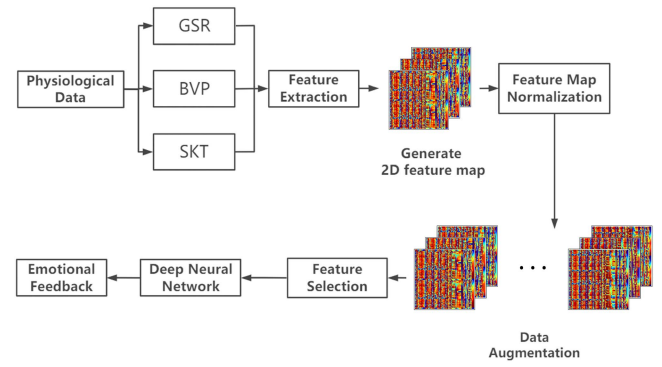 GSR
Physiological
Data
BVP
SKT
Feature
Extraction
Generate
2D feature map
Feature Map
Normalization
Emotional
Feedback
Deep Neural
Network
Feature
Selection
...
Data
Augmentation